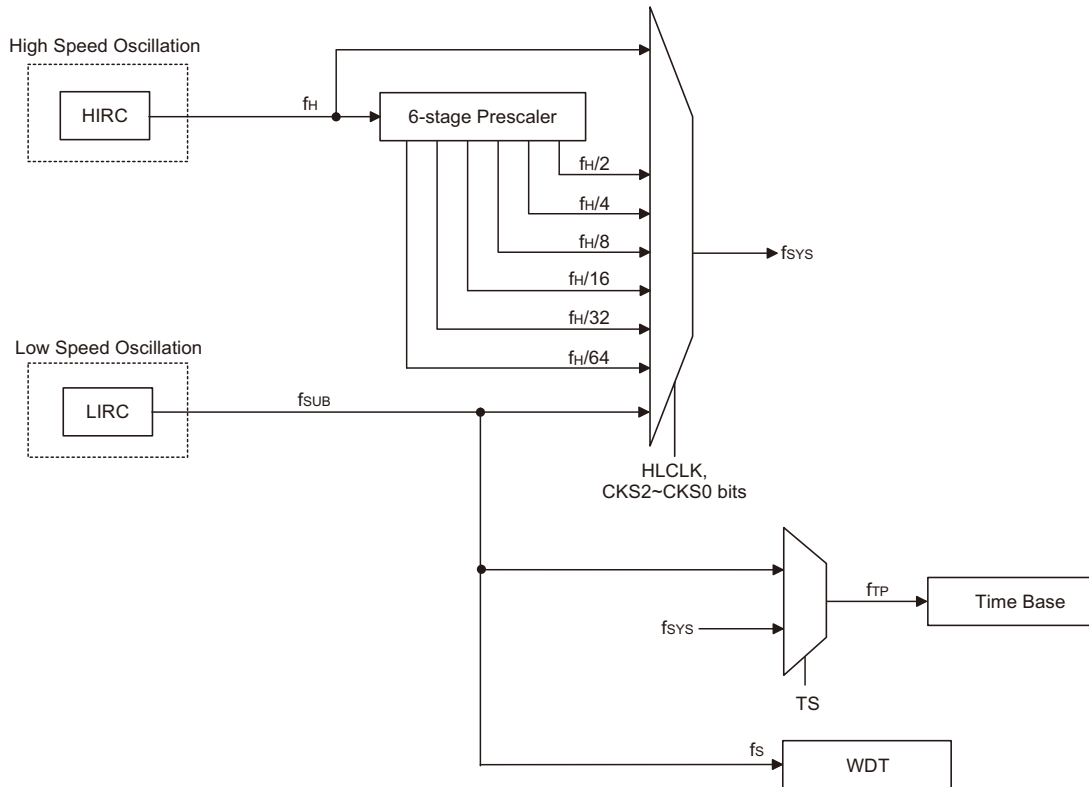 High Speed Oscillation
HIRC
fH
6-stage Prescaler
fH/2
fH/4
fH/8
fH/16
fH/32
fH/64
fSYS
Low Speed Oscillation
LIRC
fSUB
HLCLK,
CKS2~CKS0 bits
fSYS
fTP
Time Base
TS
fS
WDT